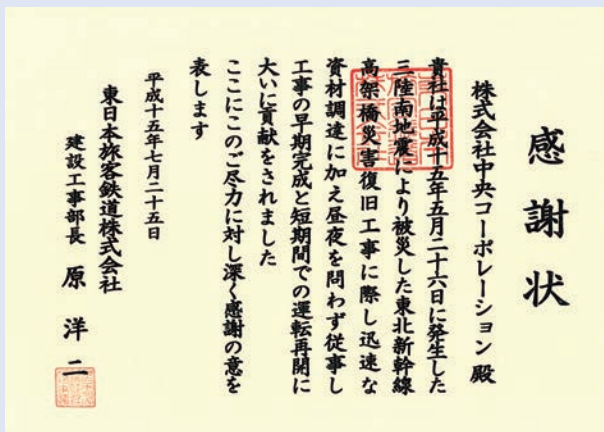 感謝状
株式会社中央コーポレーション 殿
貴社は平成十五年五月二十六日に発生した
三陸南地震により被災した東北新幹線
高架橋災害復旧工事に際し迅速な
資材調達に加え昼夜を問わず従事し
工事の早期完成と短期間での運転再開に
大いに貢献をされました
ここにこのご尽力に対し深く感謝の意を
表します
平成十五年七月二十五日
東日本旅客鉄道株式会社
建設工事部長 原 洋二